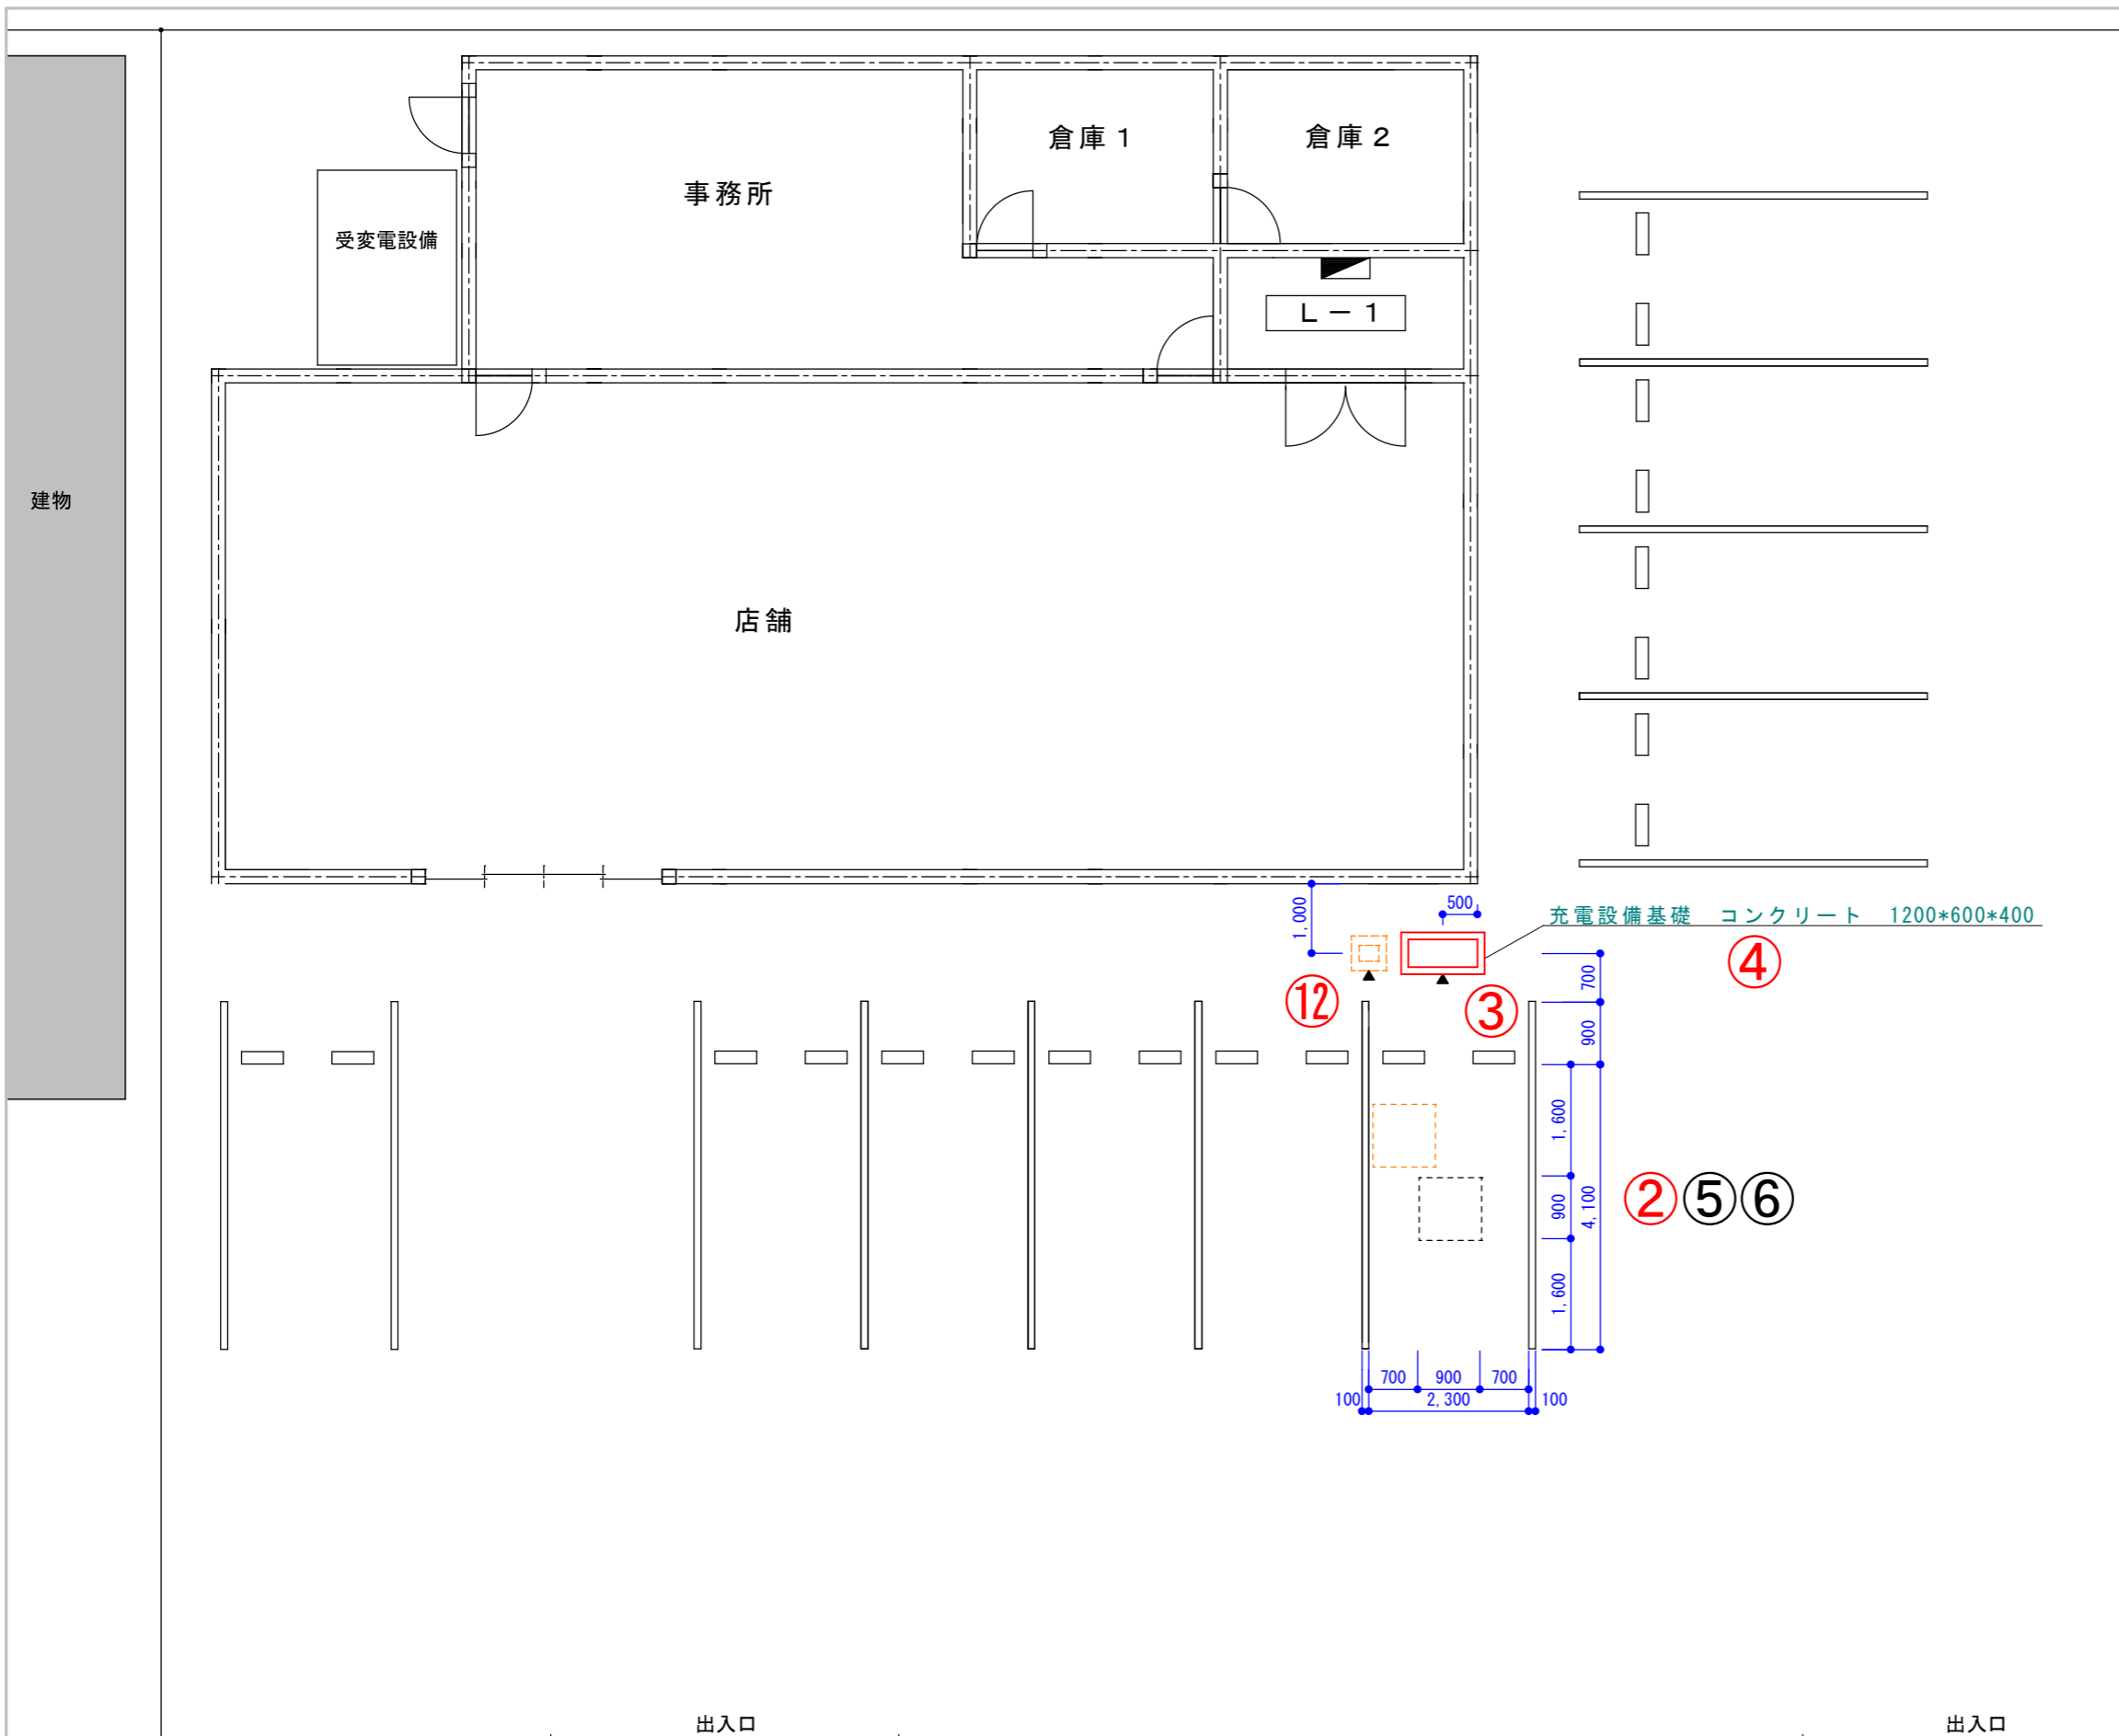 倉庫１
倉庫２
事務所
受変電設備
Ｌ－１
建物
店舗
1,000
500
充電設備基礎　コンクリート　1200*600*400
④
700
⑫
③
900
1,600
②⑤⑥
900
4,100
1,600
700
900
700
100
2,300
100
出入口
出入口